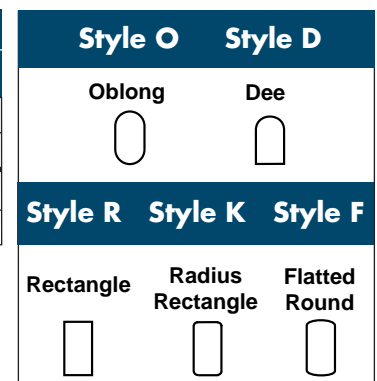 Style O Style D
Oblong Dee
Style R Style K Style F
Rectangle Radius Rectangle Flatted Round